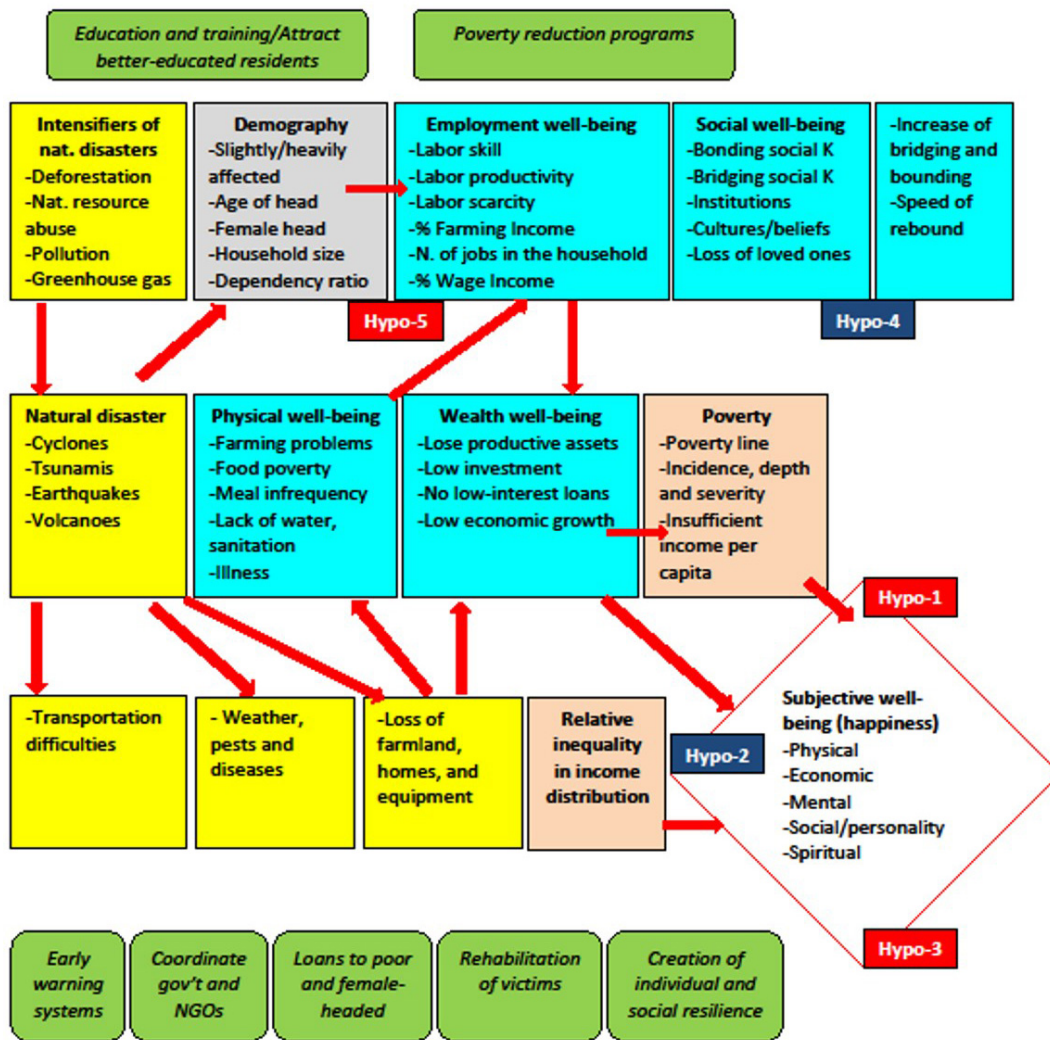 Education and training/Attract
better-educated residents
Poverty reduction programs
Intensifiers of
nat. disasters
-Deforestation
-Nat. resource
abuse
-Pollution
-Greenhouse gas
Demography
-Slightly/heavily
affected
-Age of head
-Female head
-Household size
-Dependency ratio
Employment well-being
-Labor skill
-Labor productivity
-Labor scarcity
-% Farming Income
-N. of jobs in the household
-% Wage Income
Social well-being
-Bonding social K
-Bridging social K
-Institutions
-Cultures/beliefs
-Loss of loved ones
-Increase of
bridging and
bounding
-Speed of
rebound
Hypo-5
Hypo-4
Natural disaster
-Cyclones
-Tsunamis
-Earthquakes
-Volcanoes
Physical well-being
-Farming problems
-Food poverty
-Meal infrequency
-Lack of water,
sanitation
-Illness
Wealth well-being
-Lose productive assets
-Low investment
-No low-interest loans
-Low economic growth
Poverty
-Poverty line
-Incidence, depth
and severity
-Insufficient
income per
capita
Hypo-1
-Transportation
difficulties
- Weather,
pests and
diseases
-Loss of
farmland,
homes, and
equipment
Relative
inequality
in income
distribution
Hypo-2
Subjective well-
being (happiness)
-Physical
-Economic
-Mental
-Social/personality
-Spiritual
Hypo-3
Early
warning
systems
Coordinate
gov't and
NGOs
Loans to poor
and female-
headed
Rehabilitation
of victims
Creation of
individual and
social resilience